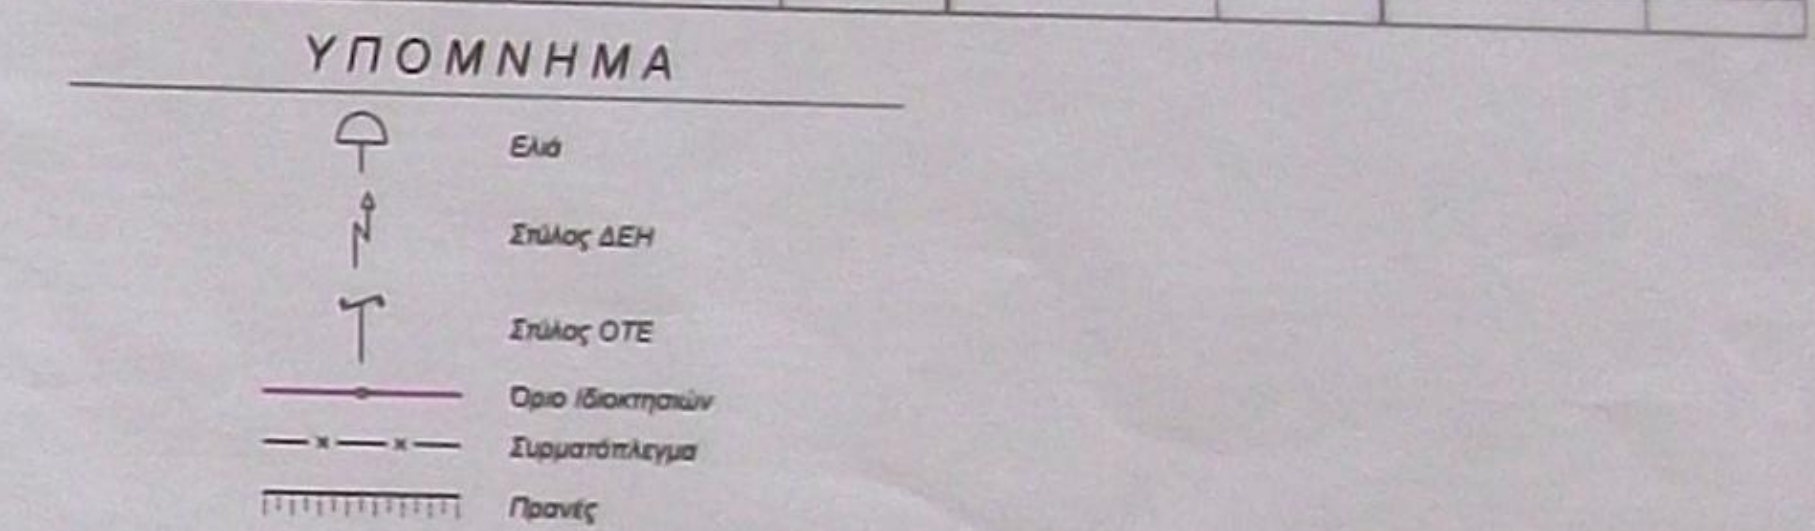 ΥΠΟΜΝΗΜΑ
Ελιά
Στύλος ΔΕΗ
Στύλος ΟΤΕ
Όριο Ιδιοκτησιών
Συρματόπλεγμα
Πρανές